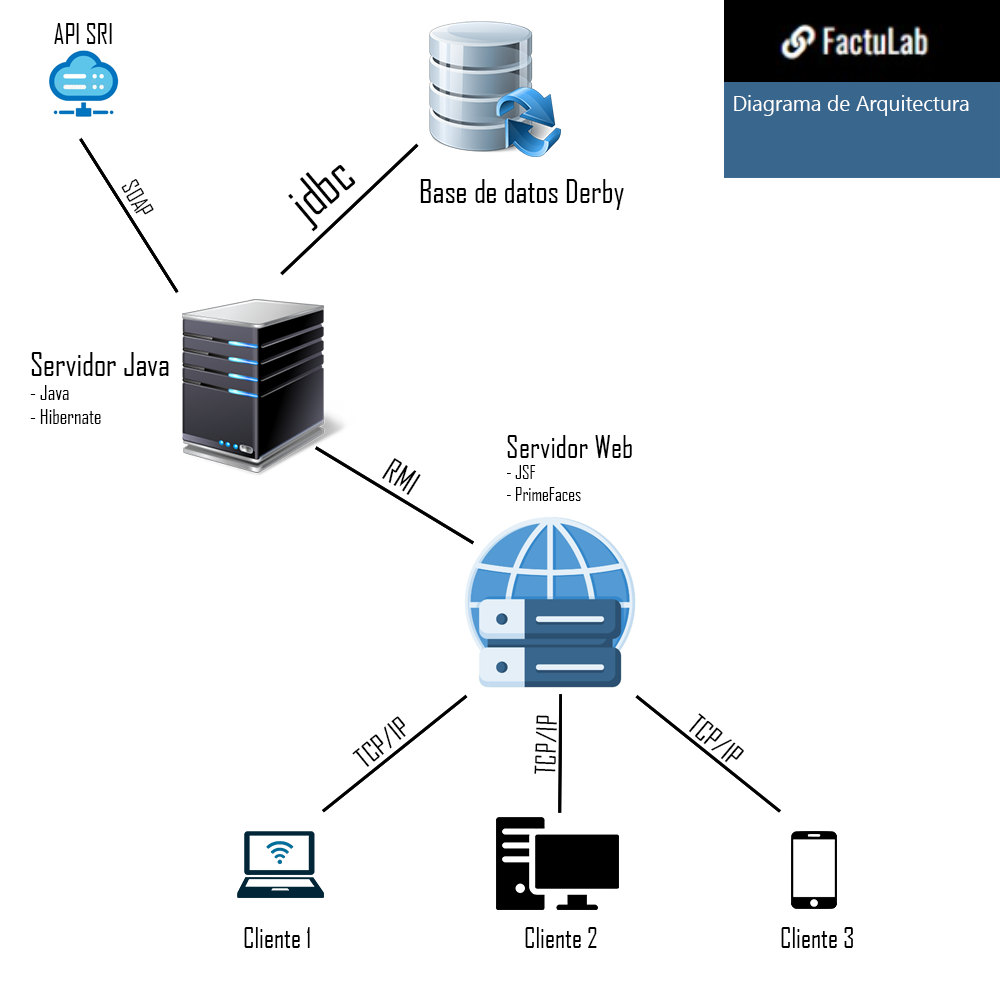 API SRI
FactuLab
Diagrama de Arquitectura
SOAP
jdbc
Base de datos Derby
Servidor Java
- Java
- Hibernate
RMI
Servidor Web
- JSF
- PrimeFaces
TCP/IP
TCP/IP
TCP/IP
Cliente 1
Cliente 2
Cliente 3